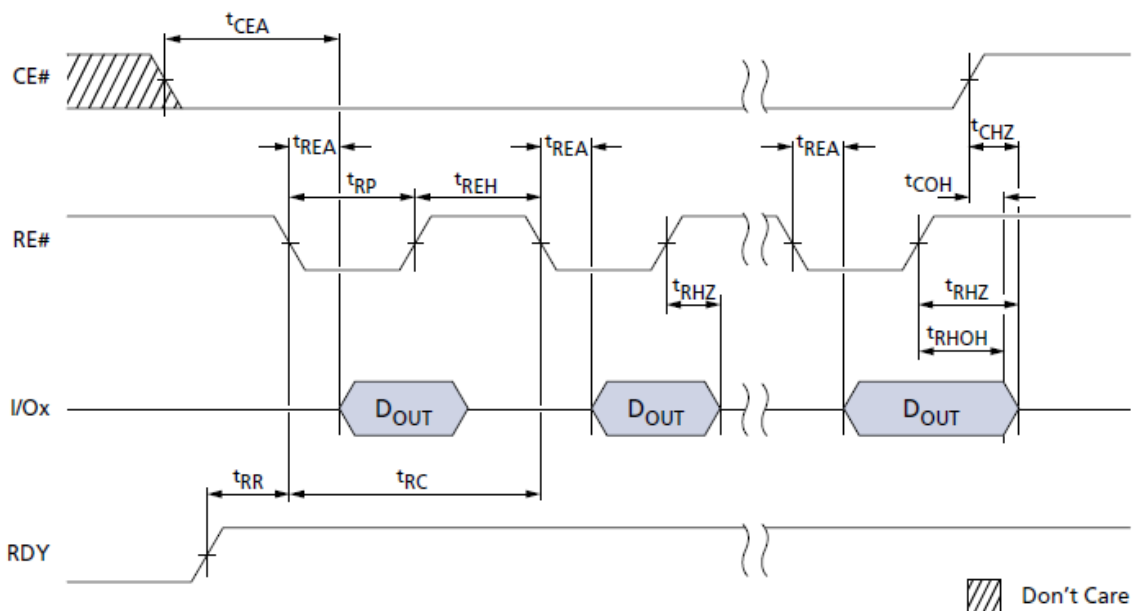 tCEA
CE#
tCHZ
tREA
tREA
tREA
tRP
tREH
tCOH
RE#
tRHZ
tRHZ
tRHOH
I/Ox
DOUT
DOUT
DOUT
tRR
tRC
RDY
Don't Care